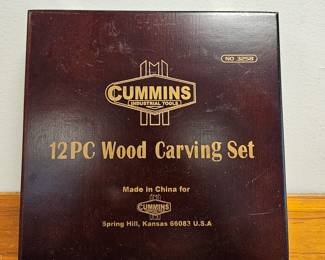 CUMMINS
INDUSTRIAL TOOLS
NO 3258
12PC Wood Carving Set
Made in China for
CUMMINS
Spring Hill, Kansas 66083 U.S.A